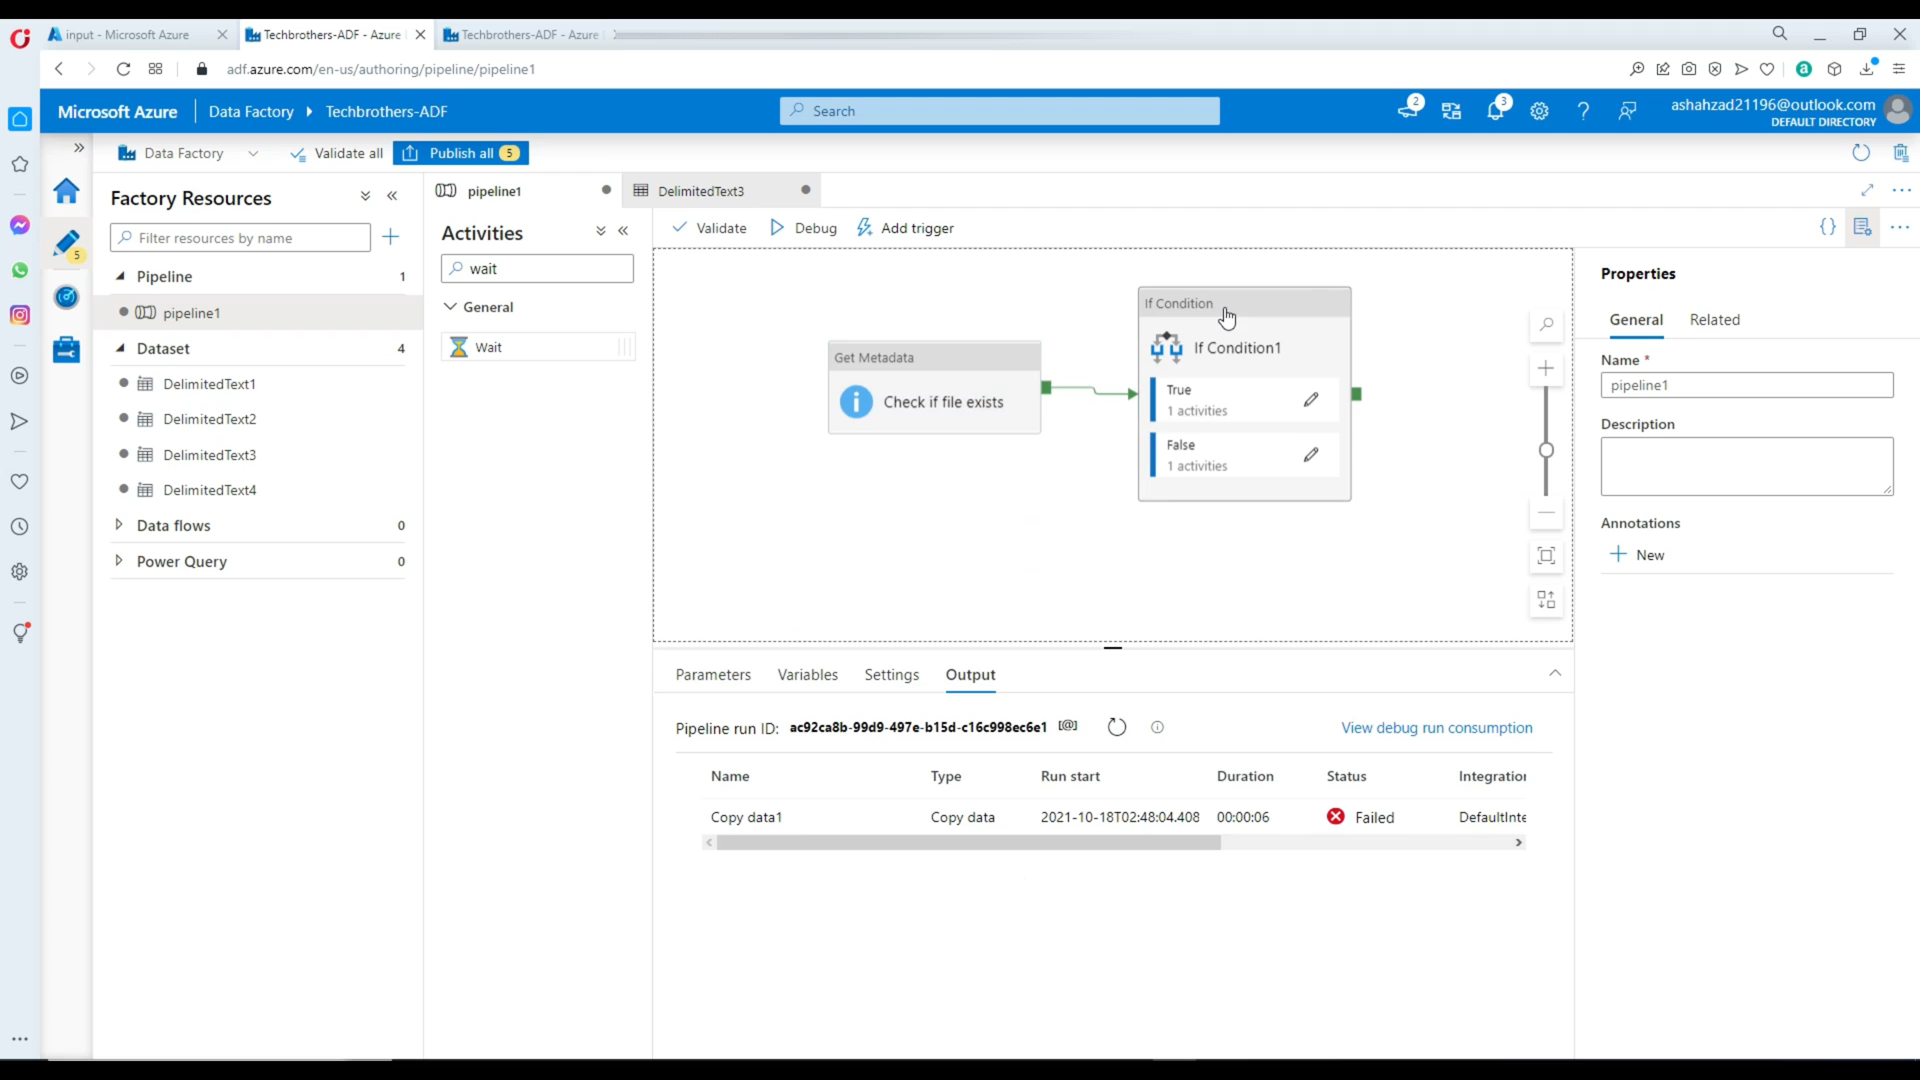 input - Microsoft Azure
Techbrothers-ADF - Azure
Techbrothers-ADF - Azure
adf.azure.com/en-us/authoring/pipeline/pipeline1
a
Microsoft Azure
Data Factory
Techbrothers-ADF
Search
2
3
ashahzad21196@outlook.com
DEFAULT DIRECTORY
Data Factory
Validate all
Publish all 5
5
Factory Resources
Filter resources by name
Pipeline 1
pipeline1
Dataset 4
DelimitedText1
DelimitedText2
DelimitedText3
DelimitedText4
Data flows 0
Power Query 0
pipeline1
DelimitedText3
Activities
wait
General
Wait
Validate
Debug
Add trigger
Get Metadata
Check if file exists
If Condition
If Condition1
True
1 activities
False
1 activities
Parameters
Variables
Settings
Output
Pipeline run ID: ac92ca8b-99d9-497e-b15d-c16c998ec6e1 [@]
View debug run consumption
Name Type Run start Duration Status Integration
Copy data1 Copy data 2021-10-18T02:48:04.408 00:00:06 Failed DefaultInte
Properties
General
Related
Name *
pipeline1
Description
Annotations
New